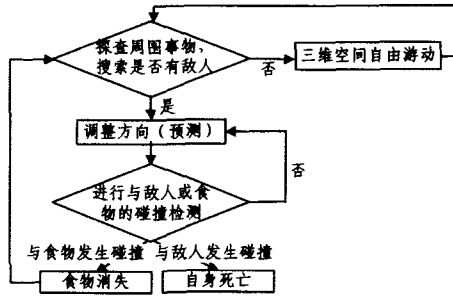 探查周围事物、
搜索是否有敌人
否
三维空间自由游动
是
调整方向（预测）
否
进行与敌人或食
物的碰撞检测
与食物发生碰撞
与敌人发生碰撞
食物消失
自身死亡